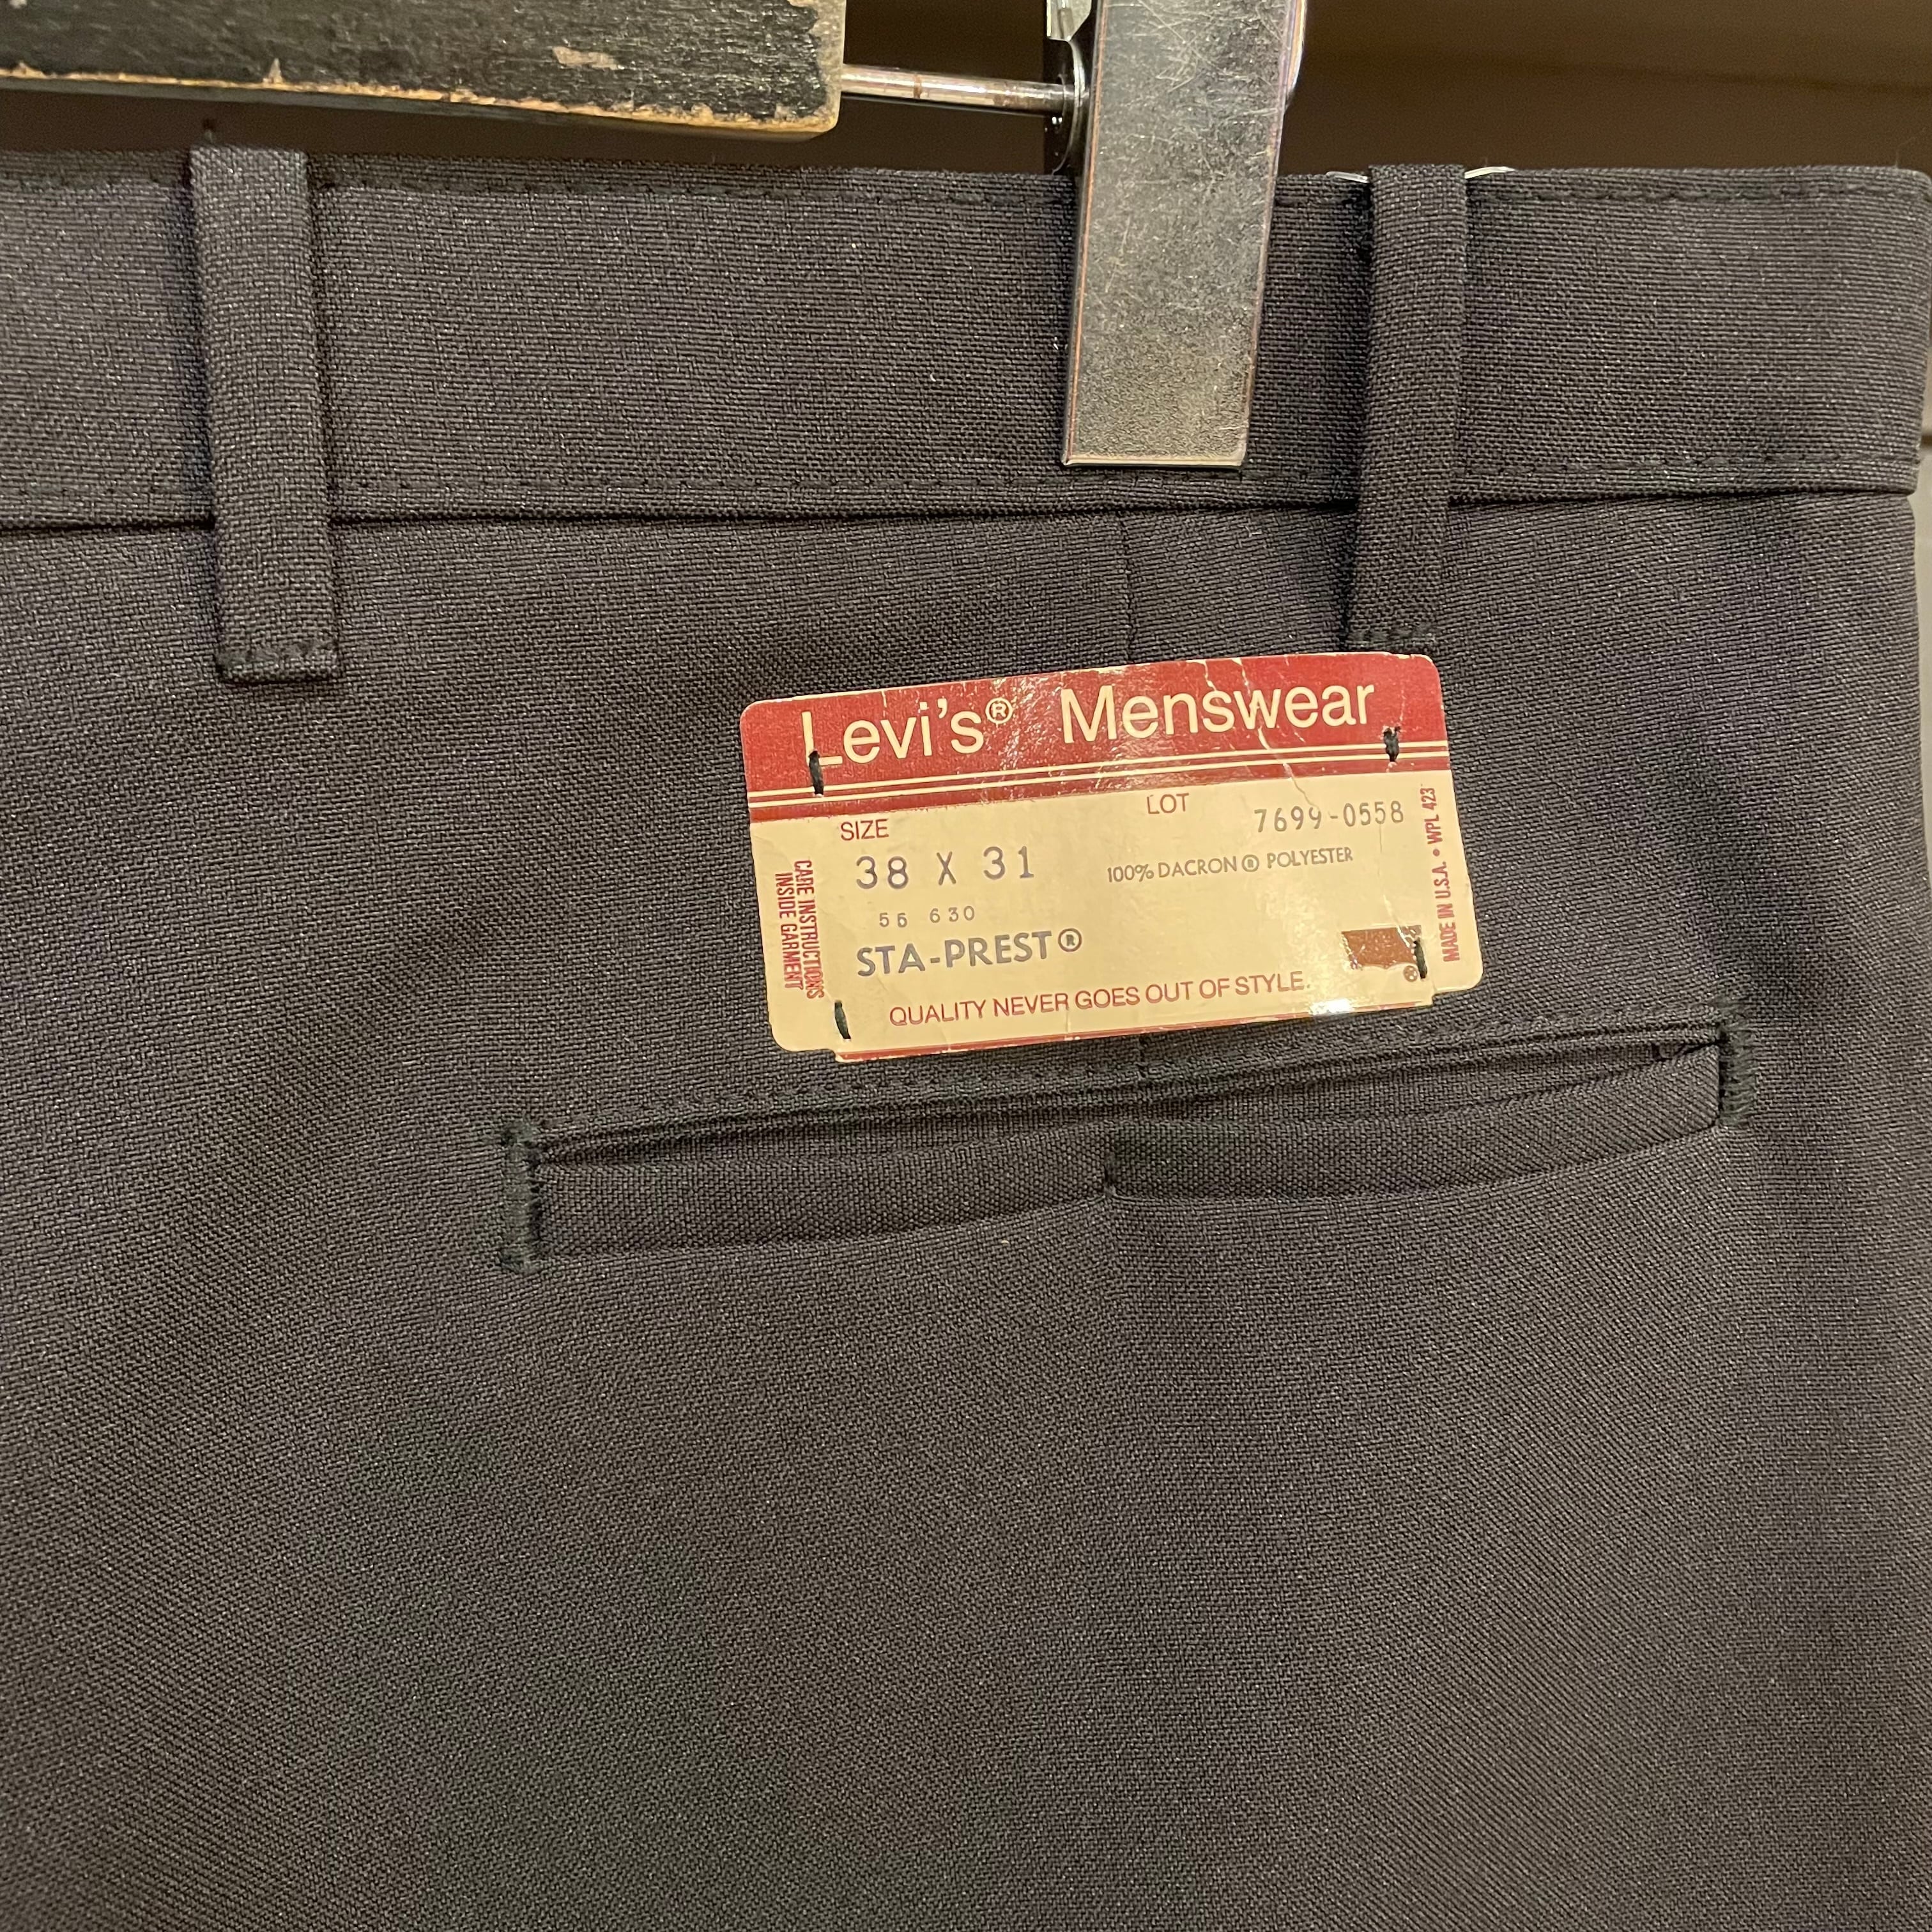 Levi's® Menswear
SIZE
LOT
7699-0558
38 X 31
100% DACRON® POLYESTER
56 630
STA-PREST®
QUALITY NEVER GOES OUT OF STYLE.
®
CARE INSTRUCTIONS
INSIDE GARMENT
MADE IN U.S.A. • WPL 423